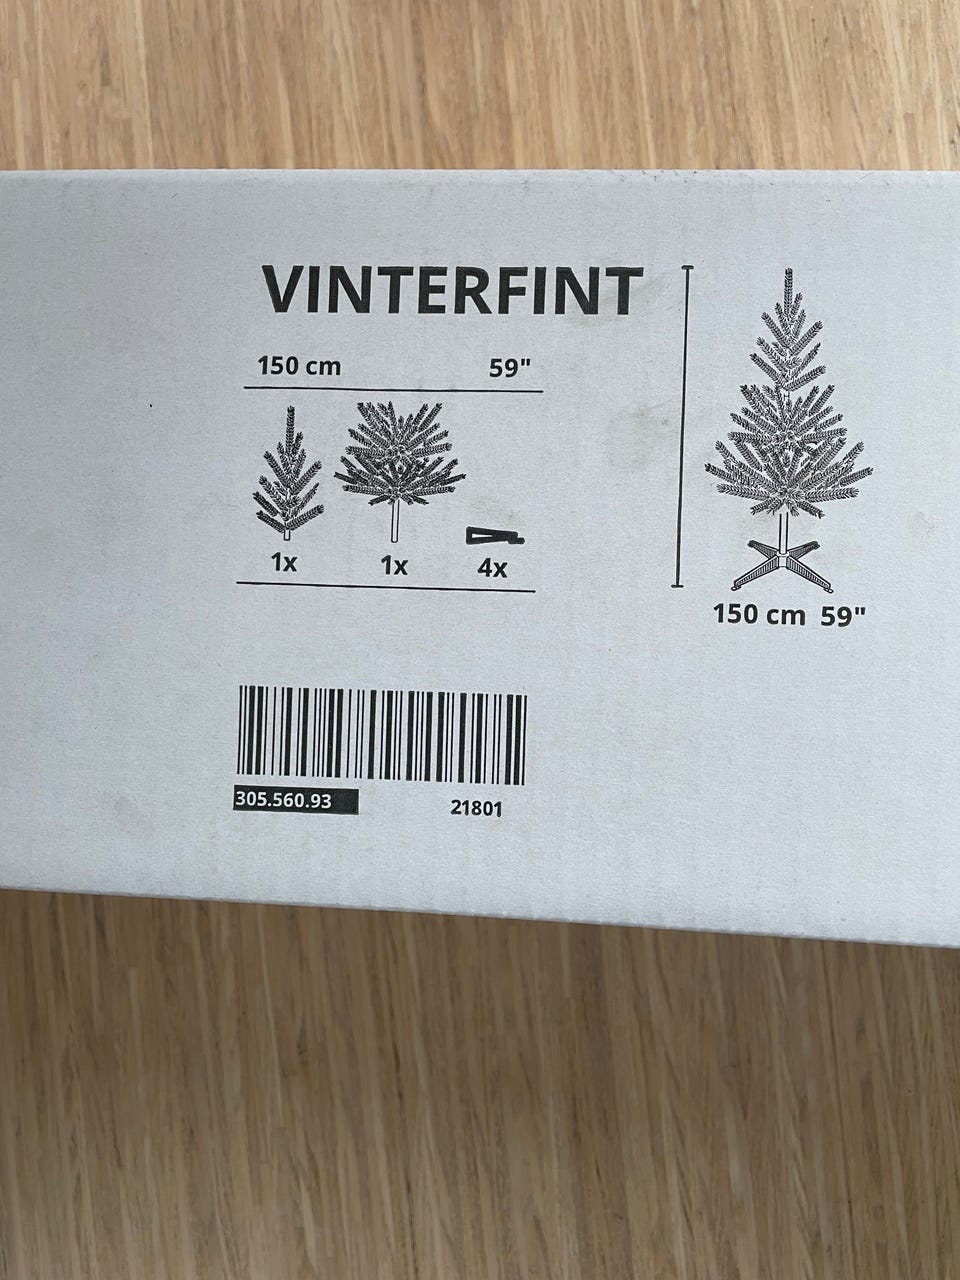 VINTERFINT
150 cm 59"
1x 1x 4x
150 cm 59"
305.560.93 21801